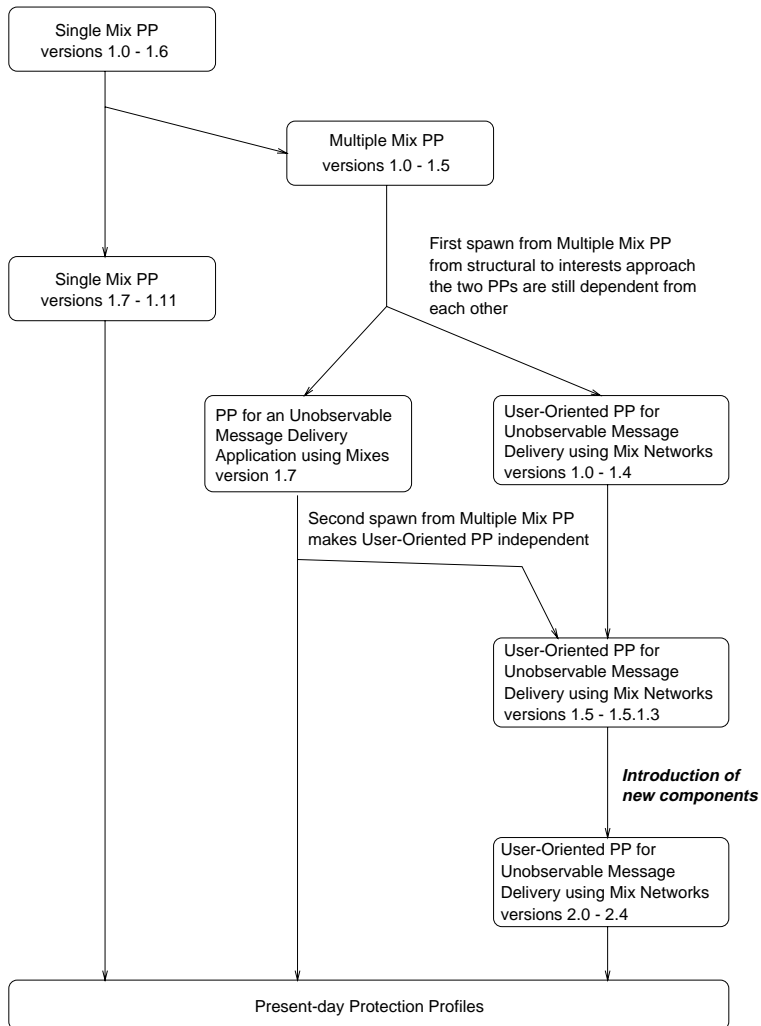 Single Mix PP
versions 1.0 - 1.6
Multiple Mix PP
versions 1.0 - 1.5
First spawn from Multiple Mix PP
from structural to interests approach
the two PPs are still dependent from
each other
Single Mix PP
versions 1.7 - 1.11
PP for an Unobservable
Message Delivery
Application using Mixes
version 1.7
User-Oriented PP for
Unobservable Message
Delivery using Mix Networks
versions 1.0 - 1.4
Second spawn from Multiple Mix PP
makes User-Oriented PP independent
User-Oriented PP for
Unobservable Message
Delivery using Mix Networks
versions 1.5 - 1.5.1.3
Introduction of
new components
User-Oriented PP for
Unobservable Message
Delivery using Mix Networks
versions 2.0 - 2.4
Present-day Protection Profiles